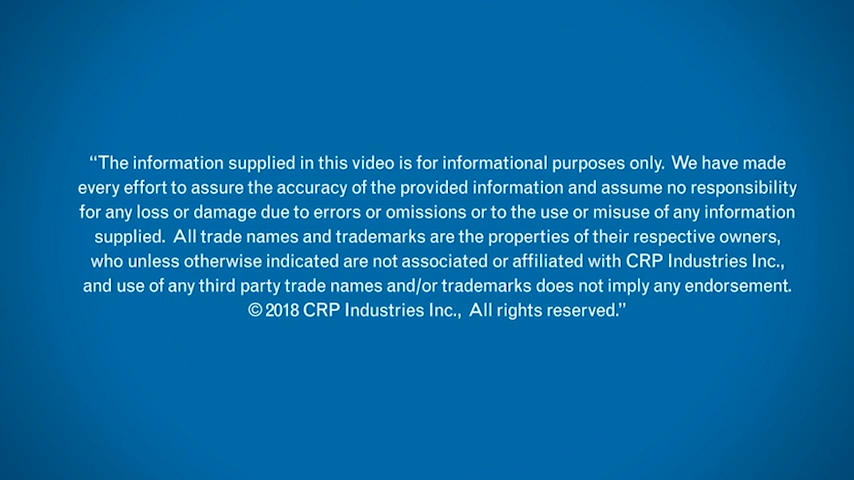 “The information supplied in this video is for informational purposes only.  We have made
every effort to assure the accuracy of the provided information and assume no responsibility
for any loss or damage due to errors or omissions or to the use or misuse of any information
supplied.  All trade names and trademarks are the properties of their respective owners,
who unless otherwise indicated are not associated or affiliated with CRP Industries Inc.,
and use of any third party trade names and/or trademarks does not imply any endorsement.
© 2018 CRP Industries Inc.,  All rights reserved.”